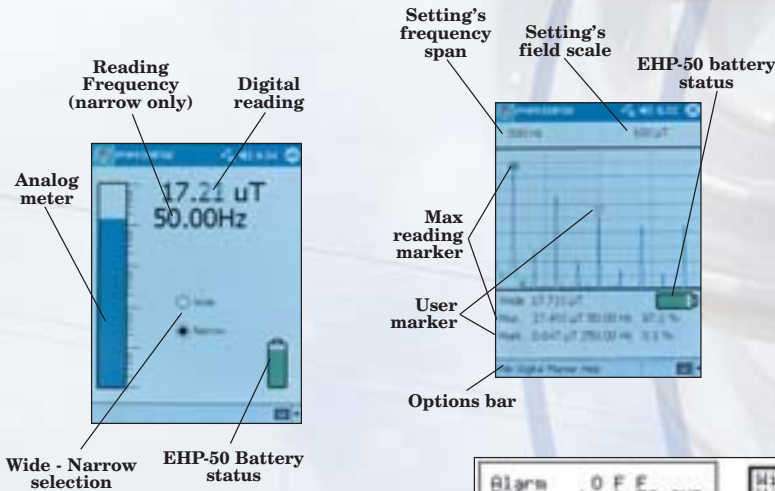 Reading
Frequency
(narrow only)
Digital
reading
Analog
meter
17.21 uT
50.00Hz
Wide
Narrow
Wide - Narrow
selection
EHP-50 Battery
status
Setting's
frequency
span
Setting's
field scale
EHP-50 battery
status
Max
reading
marker
User
marker
Options bar
Alarm OFF